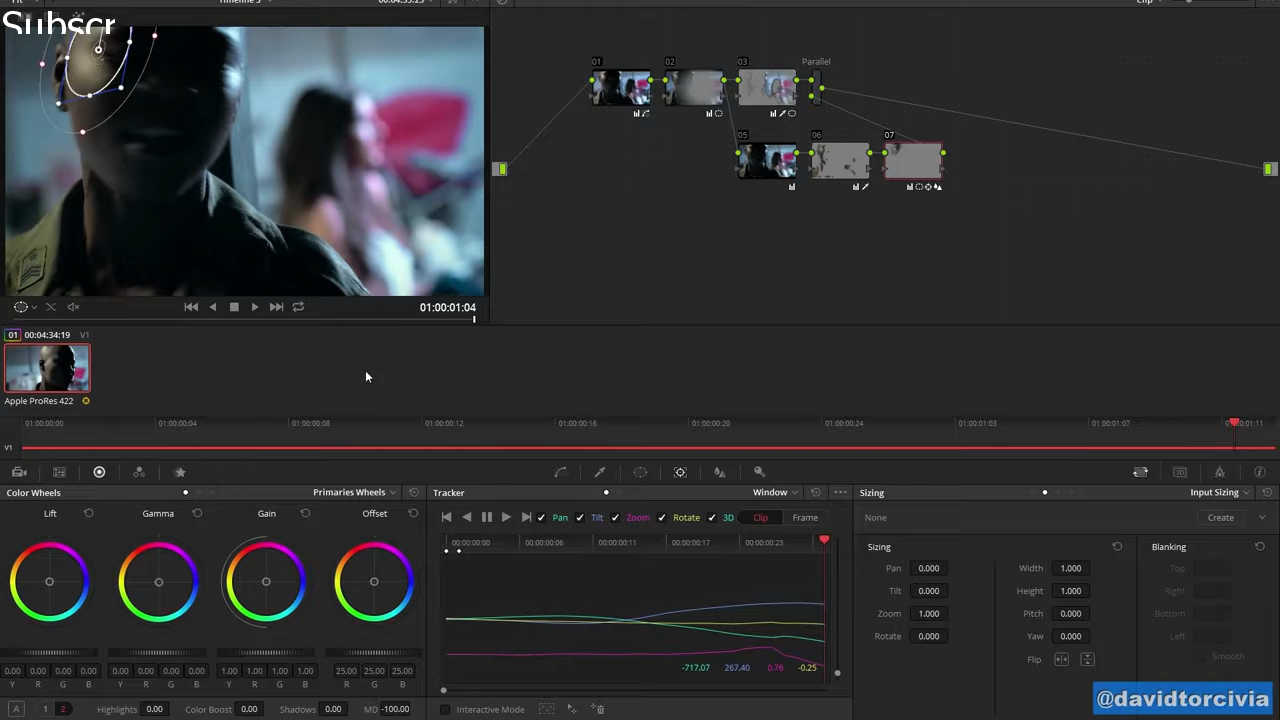 Subscr
01:00:01:04
01 02 03 Parallel
05 06 07
01 00:04:34:19 V1
Apple ProRes 422
01:00:00:00 01:00:00:04 01:00:00:08 01:00:00:12 01:00:00:16 01:00:00:20 01:00:00:24 01:00:01:03 01:00:01:07 01:00:01:11
V1
Color Wheels Primaries Wheels
Lift Gamma Gain Offset
0.00 0.00 0.00 0.00 0.00 0.00 0.00 0.00 1.00 1.00 1.00 1.00 25.00 25.00 25.00
Y R G B Y R G B Y R G B R G B
A 1 2 Highlights 0.00 Color Boost 0.00 Shadows 0.00 MD -100.00
Tracker Window
Pan Tilt Zoom Rotate 3D Clip Frame
00:00:00:00 00:00:00:06 00:00:00:11 00:00:00:17 00:00:00:23
-717.07 267.40 0.76 -0.25
Interactive Mode
Sizing Input Sizing
None Create
Sizing Blanking
Pan 0.000 Width 1.000 Top
Tilt 0.000 Height 1.000 Right
Zoom 1.000 Pitch 0.000 Bottom
Rotate 0.000 Yaw 0.000 Left
Flip Smooth
@davidtorcivia